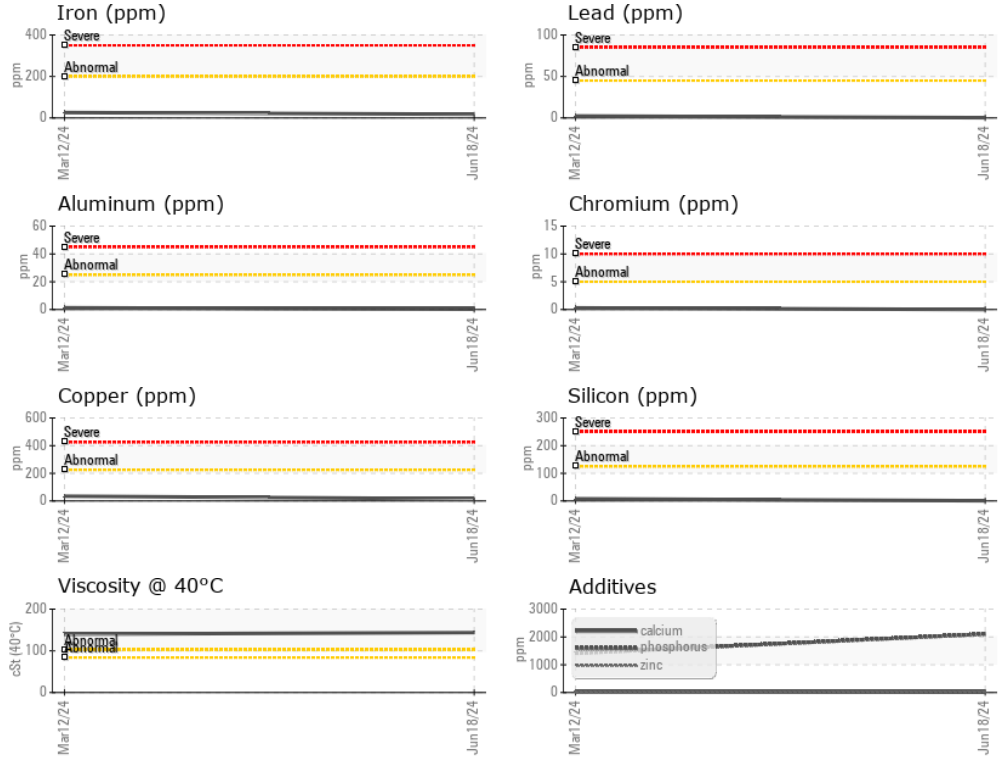 Iron (ppm)
400
200
0
ppm
Severe
Abnormal
Mar12/24
Jun18/24
Lead (ppm)
100
50
0
ppm
Severe
Abnormal
Mar12/24
Jun18/24
Aluminum (ppm)
60
40
20
0
ppm
Severe
Abnormal
Mar12/24
Jun18/24
Chromium (ppm)
15
10
5
0
ppm
Severe
Abnormal
Mar12/24
Jun18/24
Copper (ppm)
600
400
200
0
ppm
Severe
Abnormal
Mar12/24
Jun18/24
Silicon (ppm)
300
200
100
0
ppm
Severe
Abnormal
Mar12/24
Jun18/24
Viscosity @ 40°C
200
100
0
cSt (40°C)
Abnormal
Abnormal
Mar12/24
Jun18/24
Additives
3000
2000
1000
0
ppm
calcium
phosphorus
zinc
Mar12/24
Jun18/24